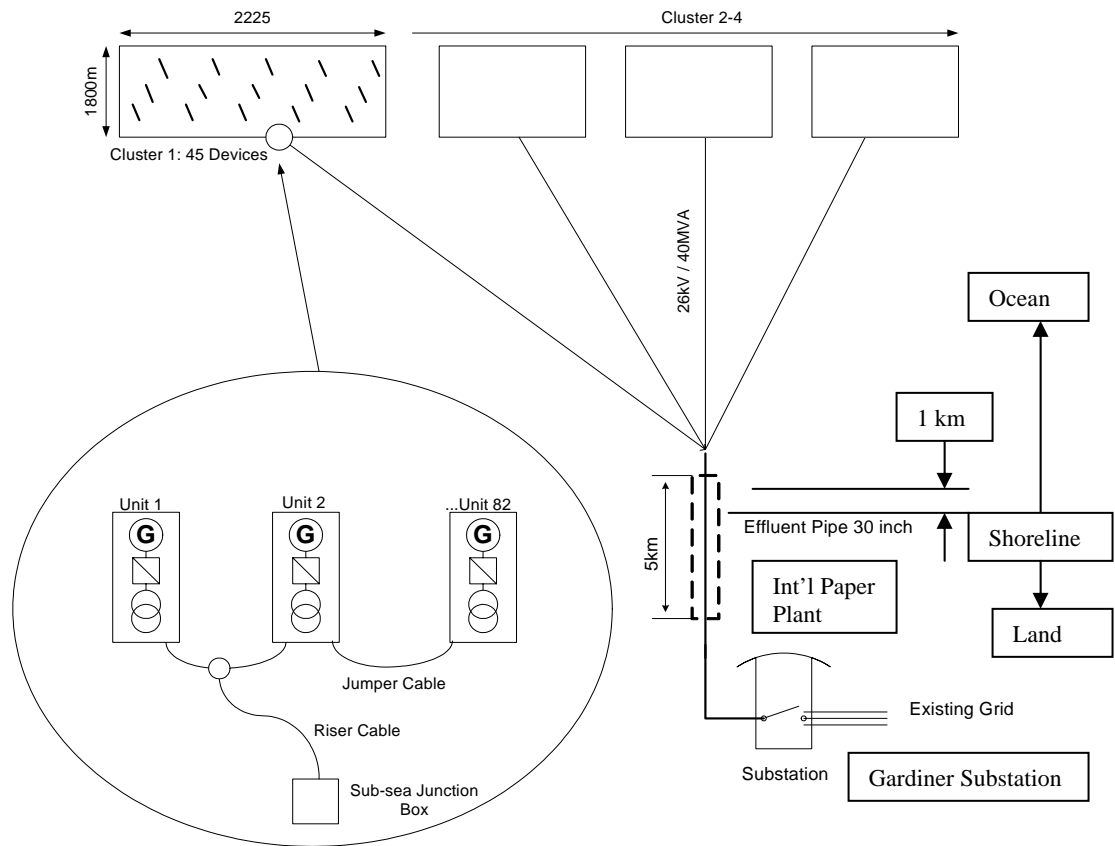 2225
Cluster 2-4
1800m
Cluster 1: 45 Devices
26kV / 40MVA
Ocean
1 km
Unit 1
Unit 2
...Unit 82
G
G
G
Effluent Pipe 30 inch
Shoreline
5km
Int’l Paper
Plant
Land
Jumper Cable
Riser Cable
Existing Grid
Substation
Gardiner Substation
Sub-sea Junction
Box